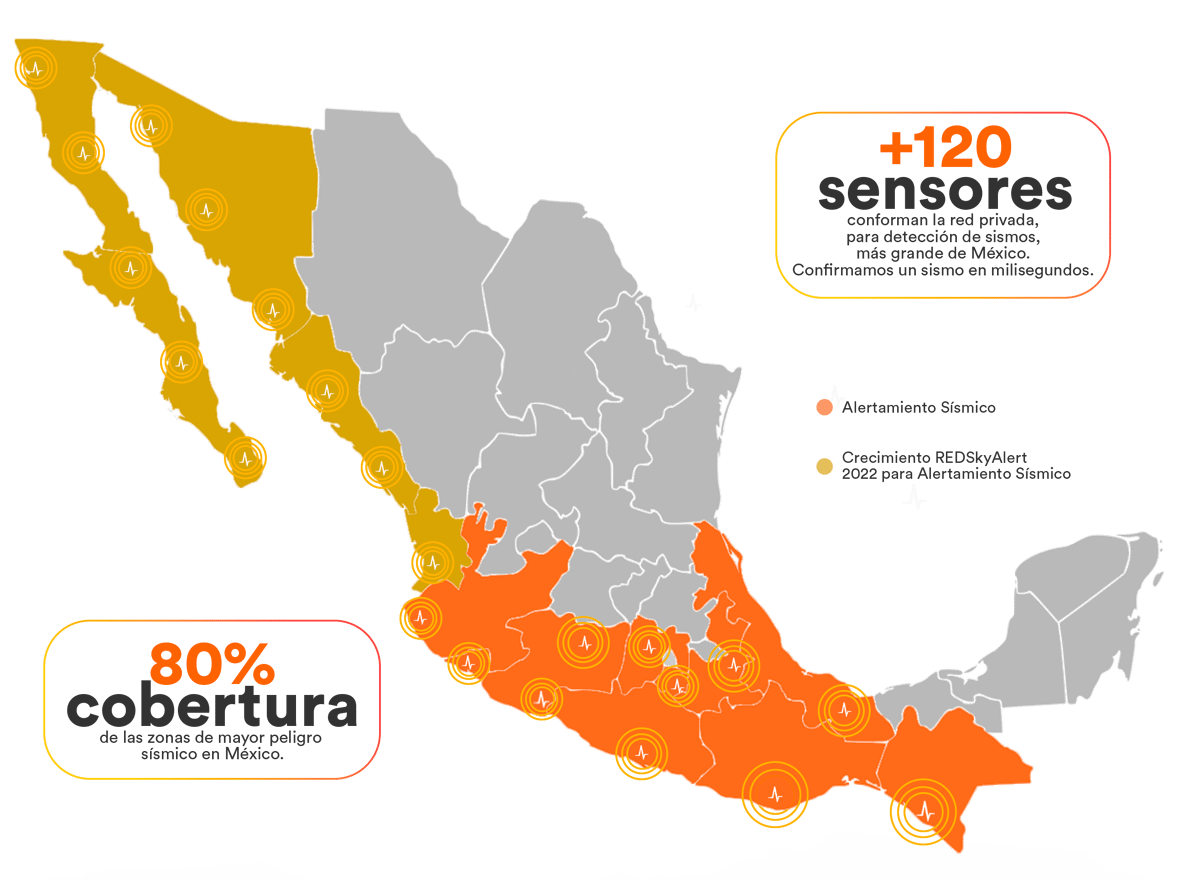 +120
sensores
conforman la red privada,
para detección de sismos,
más grande de México.
Confirmamos un sismo en milisegundos.
Alertamiento Sísmico
Crecimiento REDSkyAlert
2022 para Alertamiento Sísmico
80%
cobertura
de las zonas de mayor peligro
sísmico en México.